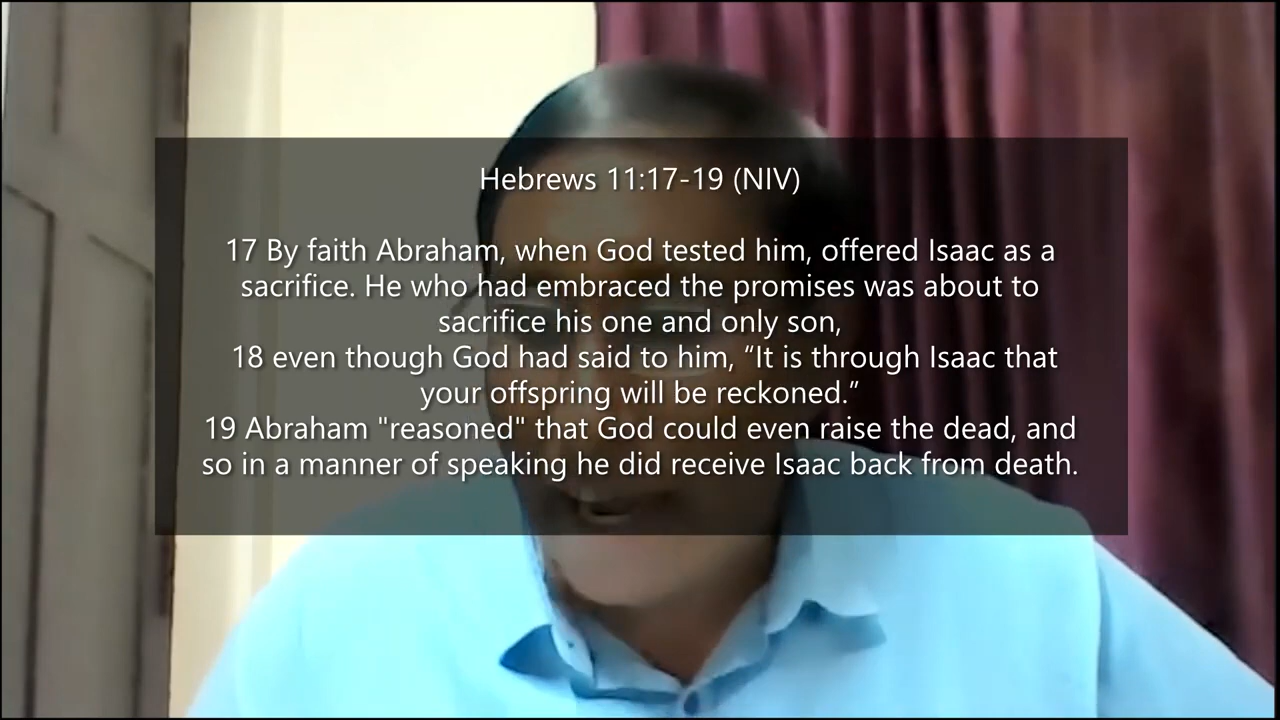 Hebrews 11:17-19 (NIV)
17 By faith Abraham, when God tested him, offered Isaac as a
sacrifice. He who had embraced the promises was about to
sacrifice his one and only son,
18 even though God had said to him, “It is through Isaac that
your offspring will be reckoned.”
19 Abraham "reasoned" that God could even raise the dead, and
so in a manner of speaking he did receive Isaac back from death.